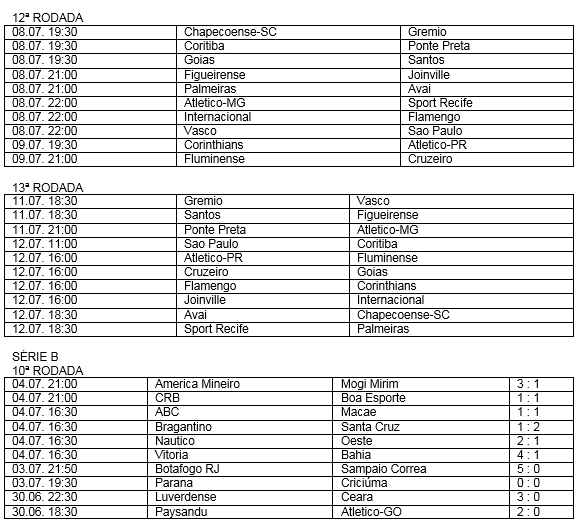 12ª RODADA
08.07. 19:30 Chapecoense-SC Gremio
08.07. 19:30 Coritiba Ponte Preta
08.07. 19:30 Goias Santos
08.07. 21:00 Figueirense Joinville
08.07. 21:00 Palmeiras Avai
08.07. 22:00 Atletico-MG Sport Recife
08.07. 22:00 Internacional Flamengo
08.07. 22:00 Vasco Sao Paulo
09.07. 19:30 Corinthians Atletico-PR
09.07. 21:00 Fluminense Cruzeiro
13ª RODADA
11.07. 18:30 Gremio Vasco
11.07. 18:30 Santos Figueirense
11.07. 21:00 Ponte Preta Atletico-MG
12.07. 11:00 Sao Paulo Coritiba
12.07. 16:00 Atletico-PR Fluminense
12.07. 16:00 Cruzeiro Goias
12.07. 16:00 Flamengo Corinthians
12.07. 16:00 Joinville Internacional
12.07. 18:30 Avai Chapecoense-SC
12.07. 18:30 Sport Recife Palmeiras
SÉRIE B
10ª RODADA
04.07. 21:00 America Mineiro Mogi Mirim 3 : 1
04.07. 21:00 CRB Boa Esporte 1 : 1
04.07. 16:30 ABC Macae 1 : 1
04.07. 16:30 Bragantino Santa Cruz 1 : 2
04.07. 16:30 Nautico Oeste 2 : 1
04.07. 16:30 Vitoria Bahia 4 : 1
03.07. 21:50 Botafogo RJ Sampaio Correa 5 : 0
03.07. 19:30 Parana Criciúma 0 : 0
30.06. 22:30 Luverdense Ceara 3 : 0
30.06. 18:30 Paysandu Atletico-GO 2 : 0